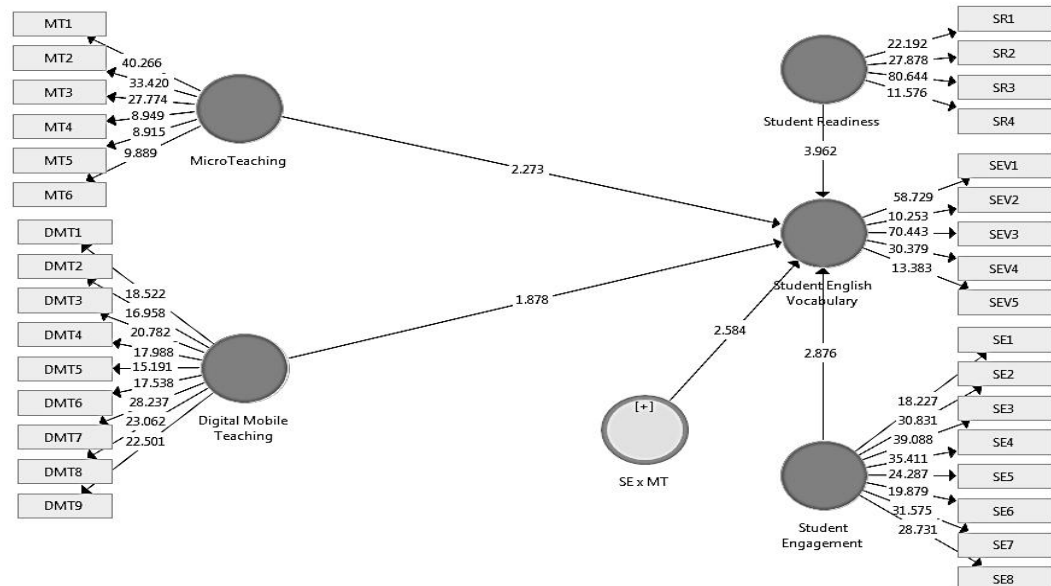 MT1
MT2
MT3
MT4
MT5
MT6
40.266
33.420
27.774
8.949
8.915
9.889
MicroTeaching
DMT1
DMT2
DMT3
DMT4
DMT5
DMT6
DMT7
DMT8
DMT9
18.522
16.958
20.782
17.988
15.191
17.538
28.237
23.062
22.501
Digital Mobile
Teaching
2.273
1.878
2.584
[+]
SE x MT
Student Readiness
3.962
22.192
27.878
80.644
11.576
SR1
SR2
SR3
SR4
Student English
Vocabulary
58.729
10.253
70.443
30.379
13.383
SEV1
SEV2
SEV3
SEV4
SEV5
2.876
Student
Engagement
18.227
30.831
39.088
35.411
24.287
19.879
31.575
28.731
SE1
SE2
SE3
SE4
SE5
SE6
SE7
SE8